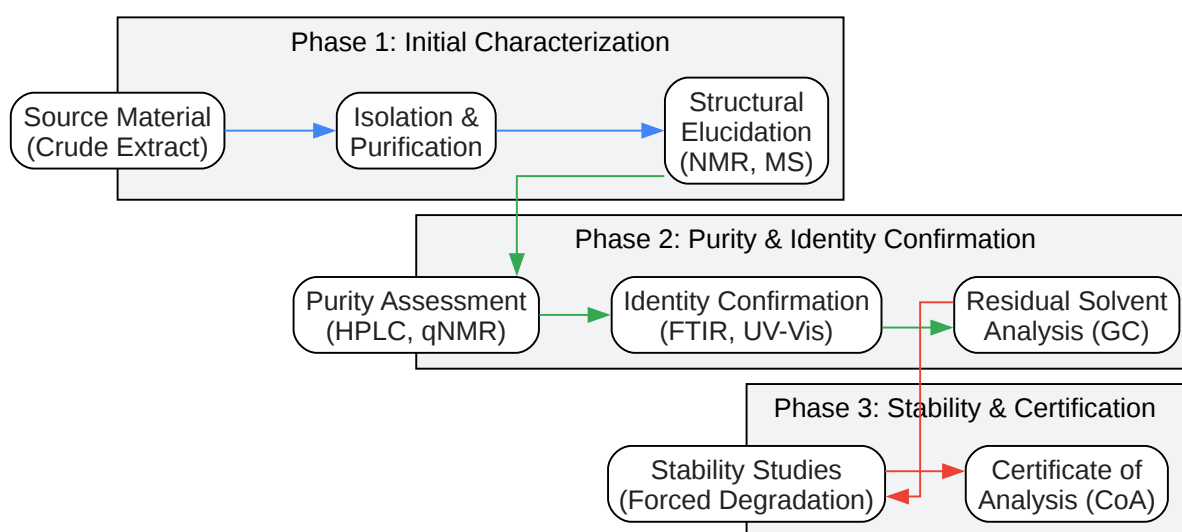 Phase 1: Initial Characterization
Source Material
(Crude Extract)
Isolation &
Purification
Structural
Elucidation
(NMR, MS)
Phase 2: Purity & Identity Confirmation
Purity Assessment
(HPLC, qNMR)
Identity Confirmation
(FTIR, UV-Vis)
Residual Solvent
Analysis (GC)
Phase 3: Stability & Certification
Stability Studies
(Forced Degradation)
Certificate of
Analysis (CoA)